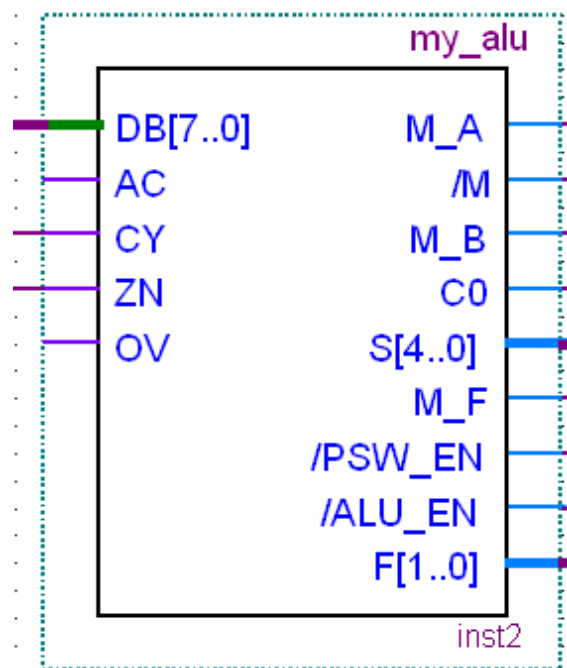 my_alu
DB[7..0] M_A
AC /M
CY M_B
ZN C0
OV S[4..0]
M_F
/PSW_EN
/ALU_EN
F[1..0]
inst2